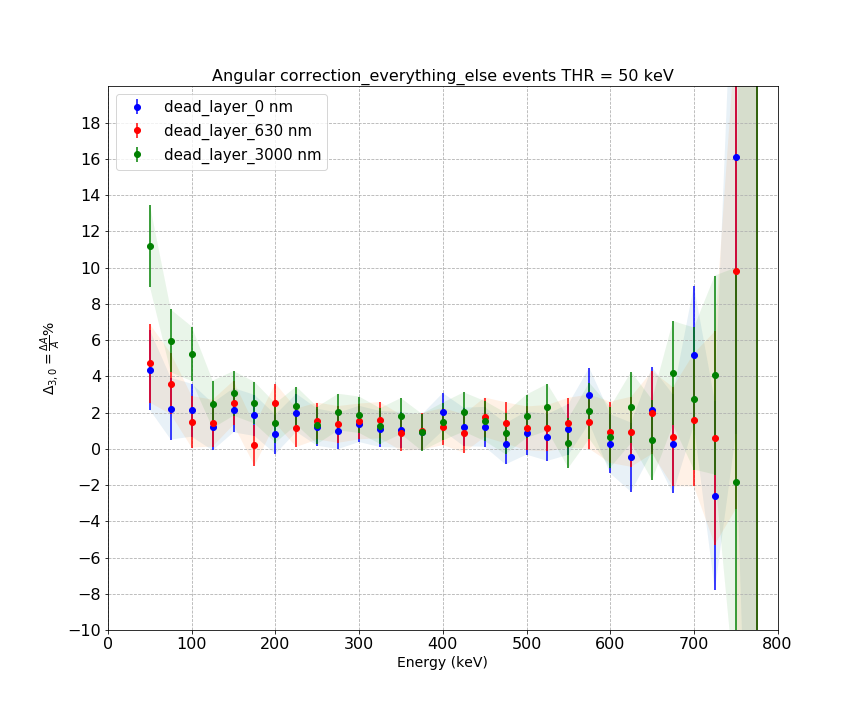 Angular correction_everything_else events THR = 50 keV
dead_layer_0 nm
dead_layer_630 nm
dead_layer_3000 nm
18
16
14
12
10
8
6
4
2
0
−2
−4
−6
−8
−10
Δ3, 0 = ΔA/A %
0 100 200 300 400 500 600 700 800
Energy (keV)